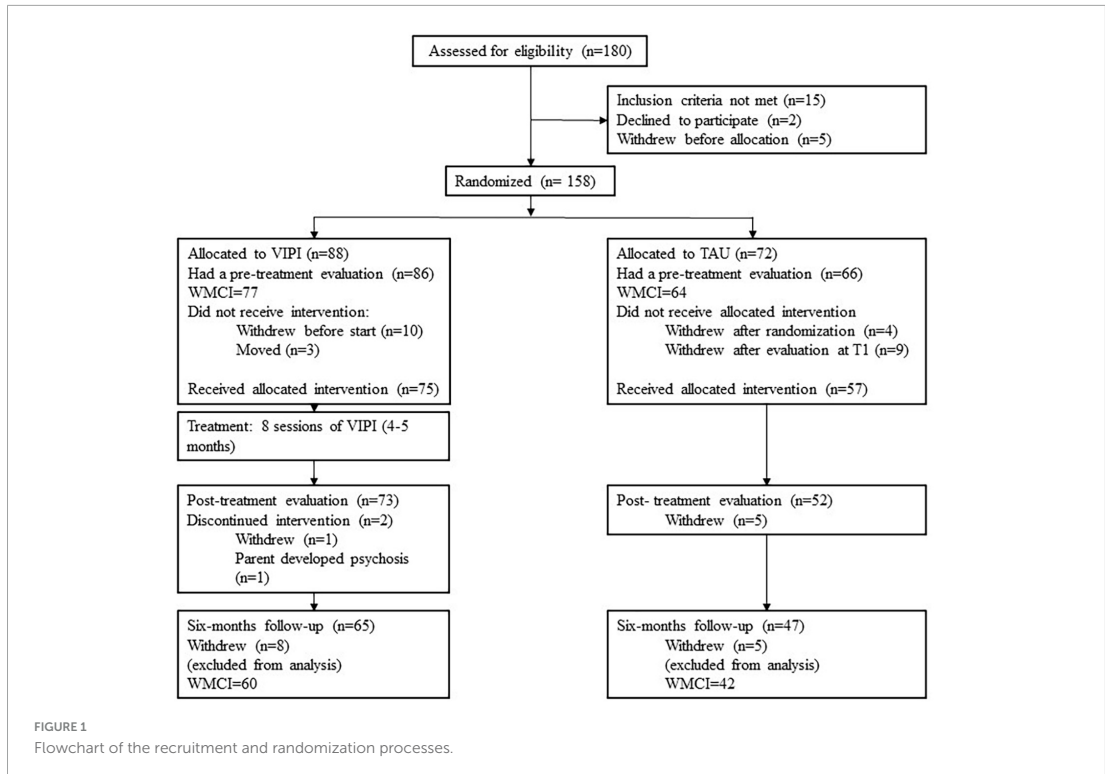 Assessed for eligibility (n=180)
Inclusion criteria not met (n=15)
Declined to participate (n=2)
Withdrew before allocation (n=5)
Randomized (n= 158)
Allocated to VIPI (n=88)
Had a pre-treatment evaluation (n=86)
WMCI=77
Did not receive intervention:
Withdrew before start (n=10)
Moved (n=3)
Received allocated intervention (n=75)
Allocated to TAU (n=72)
Had a pre-treatment evaluation (n=66)
WMCI=64
Did not receive allocated intervention
Withdrew after randomization (n=4)
Withdrew after evaluation at T1 (n=9)
Received allocated intervention (n=57)
Treatment: 8 sessions of VIPI (4-5
months)
Post-treatment evaluation (n=73)
Discontinued intervention (n=2)
Withdrew (n=1)
Parent developed psychosis
(n=1)
Post- treatment evaluation (n=52)
Withdrew (n=5)
Six-months follow-up (n=65)
Withdrew (n=8)
(excluded from analysis)
WMCI=60
Six-months follow-up (n=47)
Withdrew (n=5)
(excluded from analysis)
WMCI=42
FIGURE 1
Flowchart of the recruitment and randomization processes.